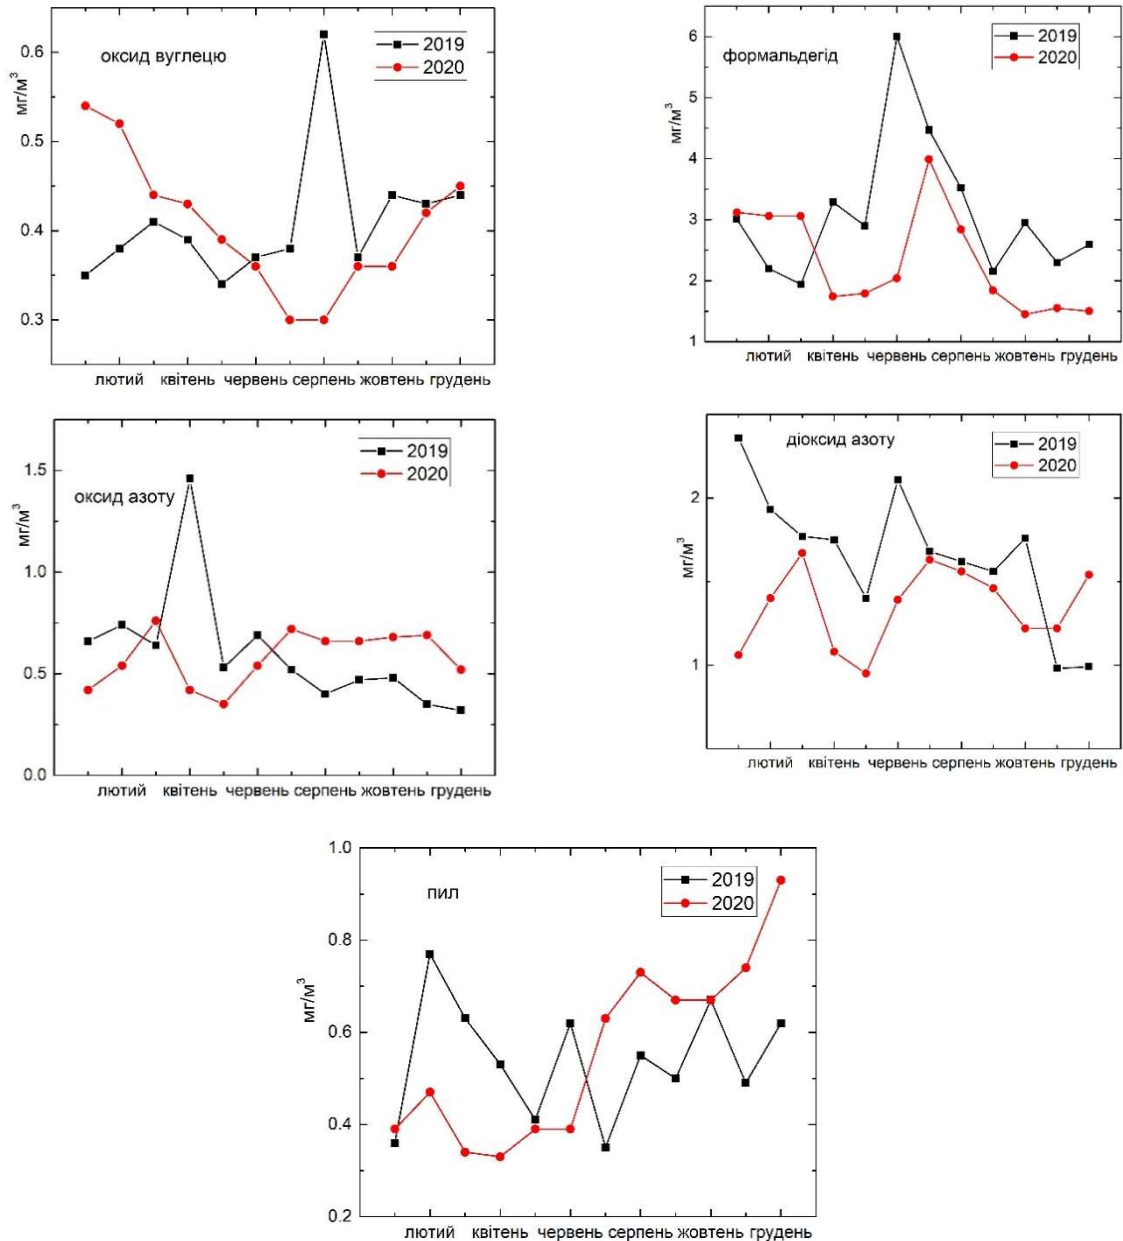 оксид вуглецю
2019
2020
мг/м³
0.6
0.5
0.4
0.3
лютий квітень червень серпень жовтень грудень
формальдегід
2019
2020
мг/м³
6
5
4
3
2
1
лютий квітень червень серпень жовтень грудень
оксид азоту
2019
2020
мг/м³
1.5
1.0
0.5
0.0
лютий квітень червень серпень жовтень грудень
діоксид азоту
2019
2020
мг/м³
2
1
лютий квітень червень серпень жовтень грудень
пил
2019
2020
мг/м³
1.0
0.8
0.6
0.4
0.2
лютий квітень червень серпень жовтень грудень